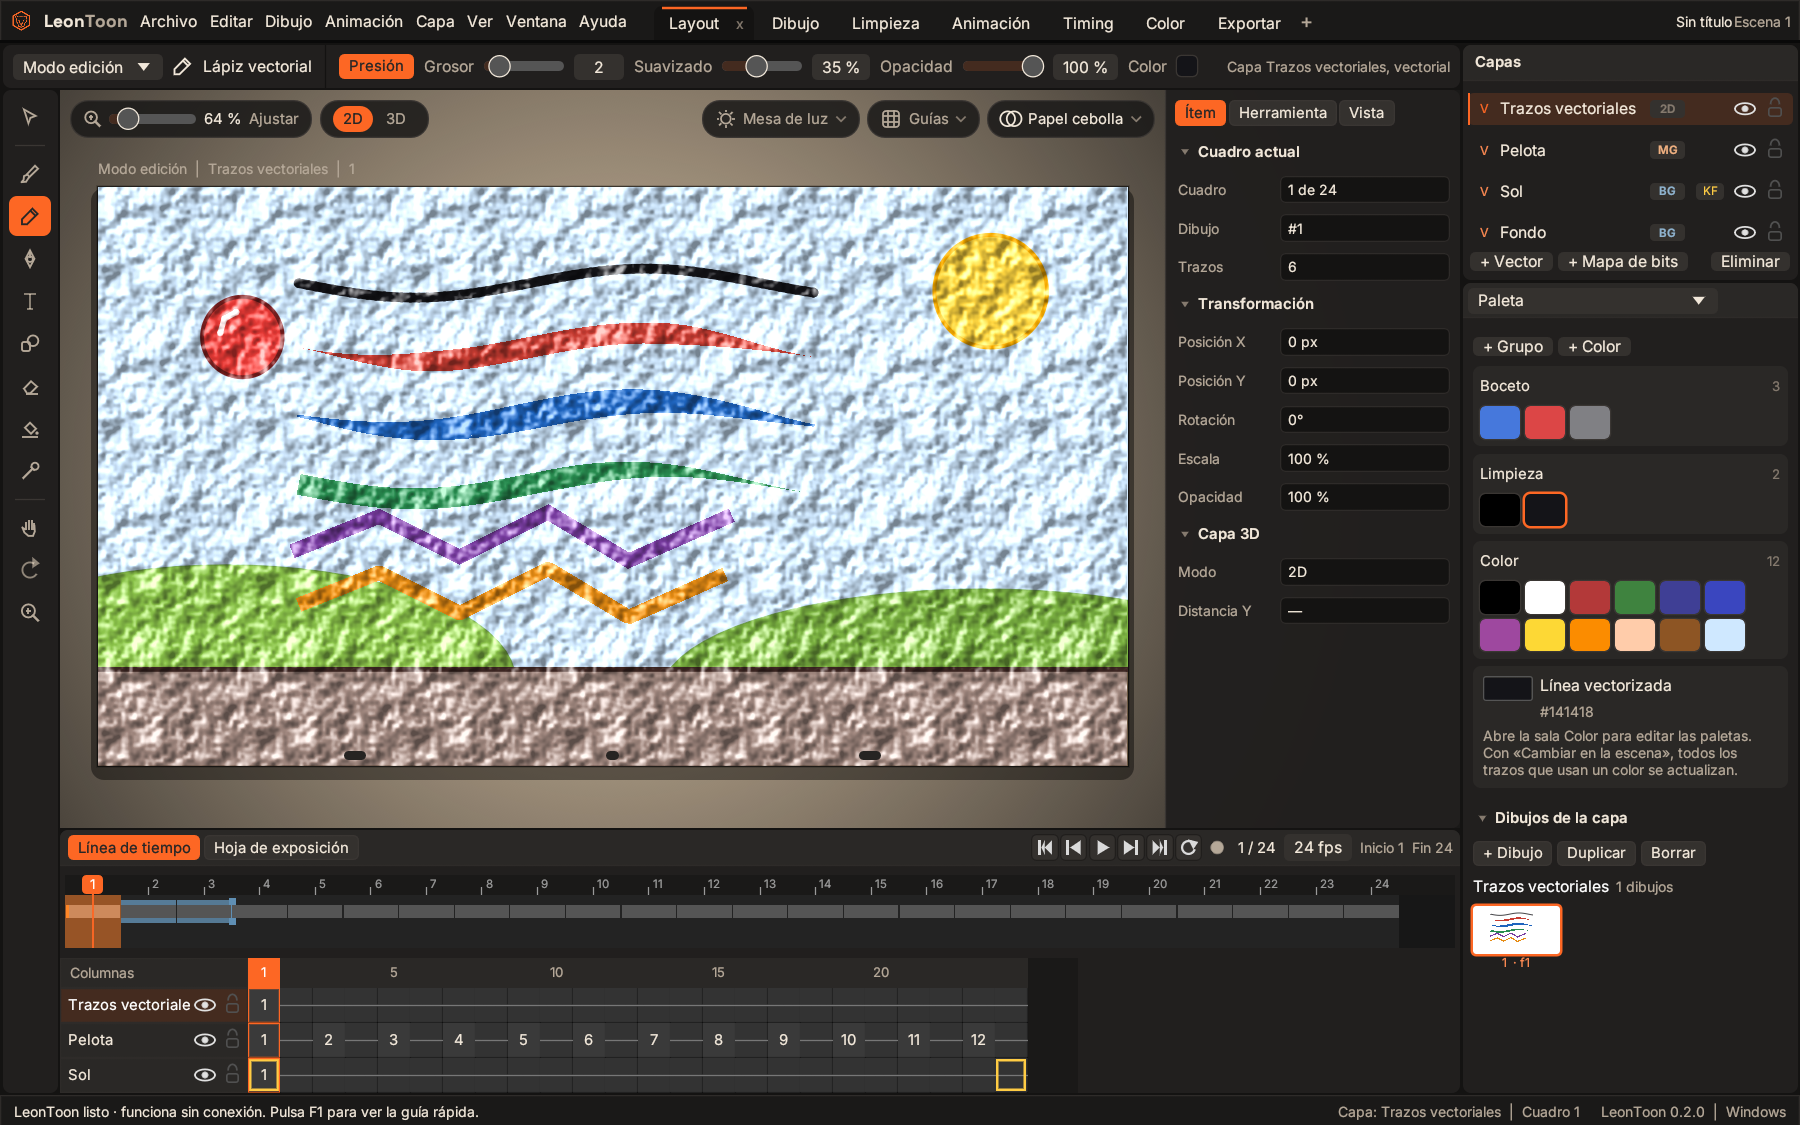 LeonToon Archivo Editar Dibujo Animación Capa Ver Ventana Ayuda Layout x Dibujo Limpieza Animación Timing Color Exportar + Sin título Escena 1
Modo edición Lápiz vectorial Presión Grosor 2 Suavizado 35 % Opacidad 100 % Color Capa Trazos vectoriales, vectorial
64 % Ajustar 2D 3D Mesa de luz Guías Papel cebolla
Modo edición | Trazos vectoriales | 1
Ítem Herramienta Vista
Cuadro actual
Cuadro 1 de 24
Dibujo #1
Trazos 6
Transformación
Posición X 0 px
Posición Y 0 px
Rotación 0°
Escala 100 %
Opacidad 100 %
Capa 3D
Modo 2D
Distancia Y —
Capas
V Trazos vectoriales 2D
V Pelota MG
V Sol BG KF
V Fondo BG
+ Vector + Mapa de bits Eliminar
Paleta
+ Grupo + Color
Boceto 3
Limpieza 2
Color 12
Línea vectorizada
#141418
Abre la sala Color para editar las paletas.
Con «Cambiar en la escena», todos los
trazos que usan un color se actualizan.
Dibujos de la capa
+ Dibujo Duplicar Borrar
Trazos vectoriales 1 dibujos
1 · f1
Línea de tiempo Hoja de exposición 1 / 24 24 fps Inicio 1 Fin 24
1 2 3 4 5 6 7 8 9 10 11 12 13 14 15 16 17 18 19 20 21 22 23 24
Columnas 1 5 10 15 20
Trazos vectoriale 1
Pelota 1 2 3 4 5 6 7 8 9 10 11 12
Sol 1
LeonToon listo · funciona sin conexión. Pulsa F1 para ver la guía rápida. Capa: Trazos vectoriales | Cuadro 1 LeonToon 0.2.0 | Windows